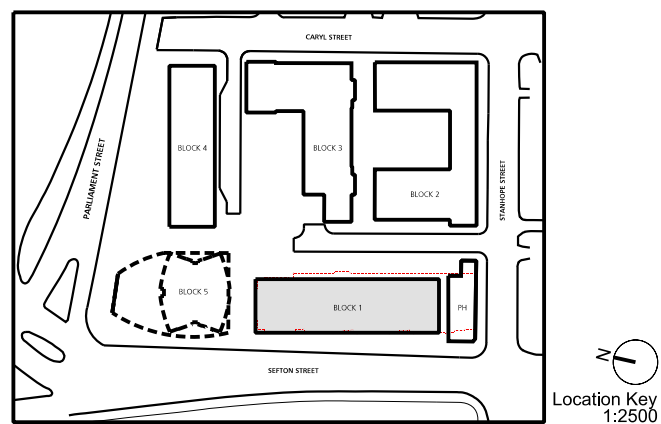 CARYL STREET
PARLIAMENT STREET
BLOCK 4
BLOCK 3
BLOCK 2
STANHOPE STREET
BLOCK 5
BLOCK 1
PH
SEFTON STREET
N
Location Key
1:2500